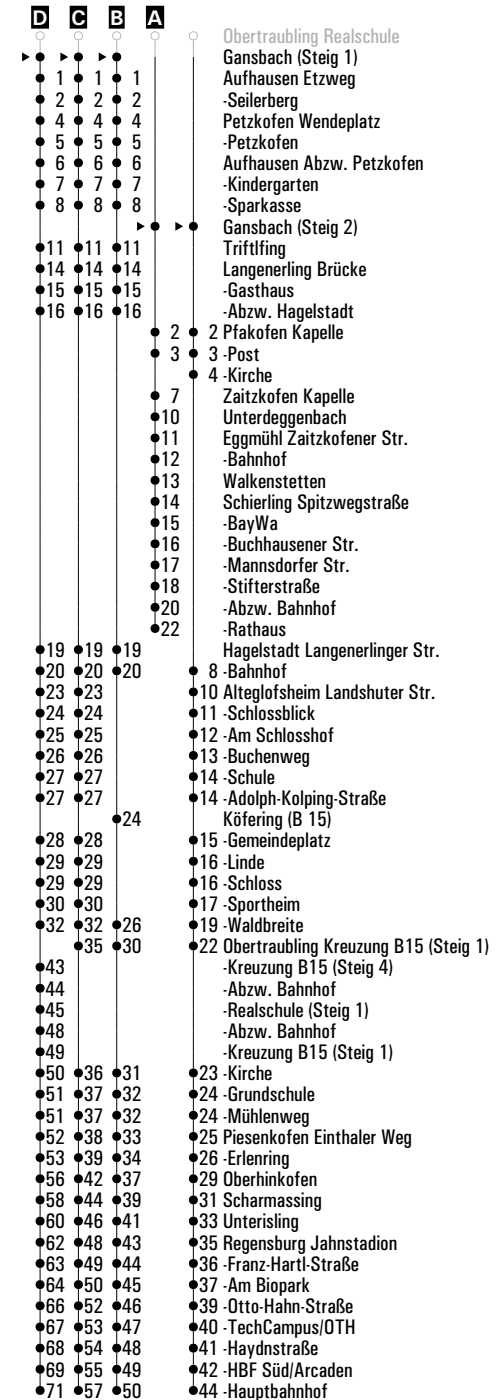 D C B A
Obertraubling Realschule
Gansbach (Steig 1)
1 1 1 Aufhausen Etzweg
2 2 2 -Seilerberg
4 4 4 Petzkofen Wendeplatz
5 5 5 -Petzkofen
6 6 6 Aufhausen Abzw. Petzkofen
7 7 7 -Kindergarten
8 8 8 -Sparkasse
Gansbach (Steig 2)
11 11 11 Triftlfing
14 14 14 Langenerling Brücke
15 15 15 -Gasthaus
16 16 16 -Abzw. Hagelstadt
2 2 Pfakofen Kapelle
3 3 -Post
4 -Kirche
7 Zaitzkofen Kapelle
10 Unterdeggenbach
11 Eggmühl Zaitzkofener Str.
12 -Bahnhof
13 Walkenstetten
14 Schierling Spitzwegstraße
15 -BayWa
16 -Buchhausener Str.
17 -Mannsdorfer Str.
18 -Stifterstraße
20 -Abzw. Bahnhof
22 -Rathaus
19 19 19 Hagelstadt Langenerlinger Str.
20 20 20 8 -Bahnhof
23 23 10 Alteglofsheim Landshuter Str.
24 24 11 -Schlossblick
25 25 12 -Am Schlosshof
26 26 13 -Buchenweg
27 27 14 -Schule
27 27 14 -Adolph-Kolping-Straße
24 Köfering (B 15)
28 28 15 -Gemeindeplatz
29 29 16 -Linde
29 29 16 -Schloss
30 30 17 -Sportheim
32 32 26 19 -Waldbreite
35 30 22 Obertraubling Kreuzung B15 (Steig 1)
43 -Kreuzung B15 (Steig 4)
44 -Abzw. Bahnhof
45 -Realschule (Steig 1)
48 -Abzw. Bahnhof
49 -Kreuzung B15 (Steig 1)
50 36 31 23 -Kirche
51 37 32 24 -Grundschule
51 37 32 24 -Mühlenweg
52 38 33 25 Piesenkofen Einthaler Weg
53 39 34 26 -Erlenring
56 42 37 29 Oberhinkofen
58 44 39 31 Scharmassing
60 46 41 33 Unterisling
62 48 43 35 Regensburg Jahnstadion
63 49 44 36 -Franz-Hartl-Straße
64 50 45 37 -Am Biopark
66 52 46 39 -Otto-Hahn-Straße
67 53 47 40 -TechCampus/OTH
68 54 48 41 -Haydnstraße
69 55 49 42 -HBF Süd/Arcaden
71 57 50 44 -Hauptbahnhof